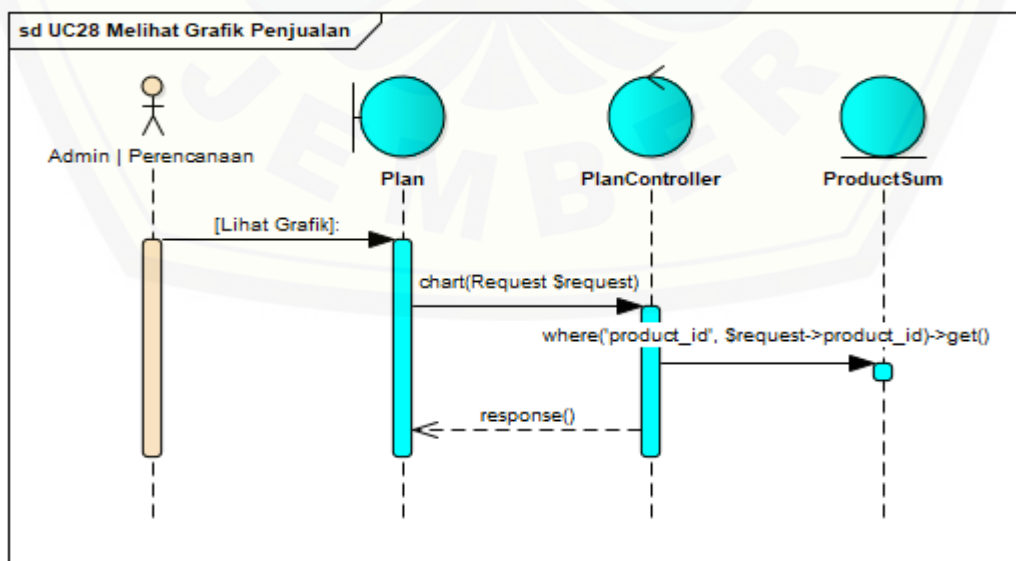 sd UC28 Melihat Grafik Penjualan
JEMBER
Admin | Perencanaan
Plan
PlanController
ProductSum
[Lihat Grafik]:
chart(Request $request)
where('product_id', $request->product_id)->get()
response()